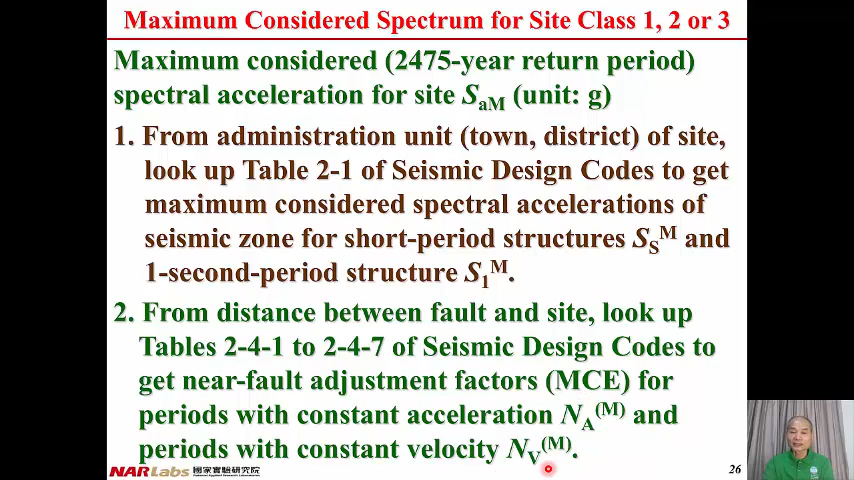 Maximum Considered Spectrum for Site Class 1, 2 or 3
Maximum considered (2475-year return period)
spectral acceleration for site SaM (unit: g)
1. From administration unit (town, district) of site,
look up Table 2-1 of Seismic Design Codes to get
maximum considered spectral accelerations of
seismic zone for short-period structures SS^M and
1-second-period structure S1^M.
2. From distance between fault and site, look up
Tables 2-4-1 to 2-4-7 of Seismic Design Codes to
get near-fault adjustment factors (MCE) for
periods with constant acceleration NA^(M) and
periods with constant velocity NV^(M).
NARLabs 國家實驗研究院
26